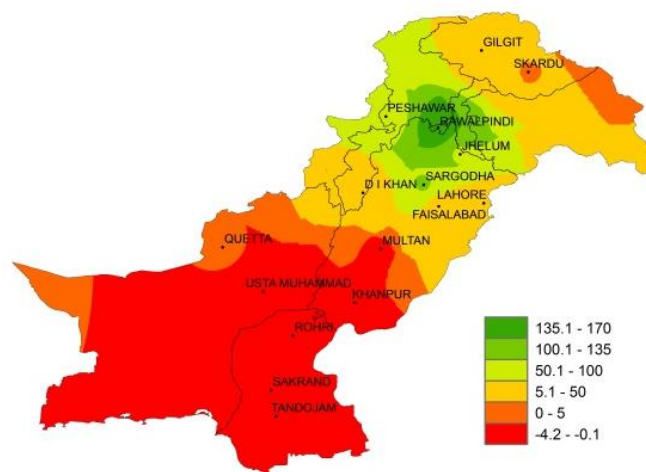 GILGIT
SKARDU
PESHAWAR
RAWALPINDI
JHELUM
SARGODHA
D I KHAN
LAHORE
FAISALABAD
QUETTA
MULTAN
USTA MUHAMMAD
KHANPUR
ROHRI
SAKRAND
TANDOJAM
135.1 - 170
100.1 - 135
50.1 - 100
5.1 - 50
0 - 5
-4.2 - -0.1